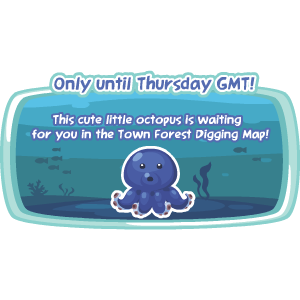 Only until Thursday GMT!
This cute little octopus is waiting
for you in the Town Forest Digging Map!